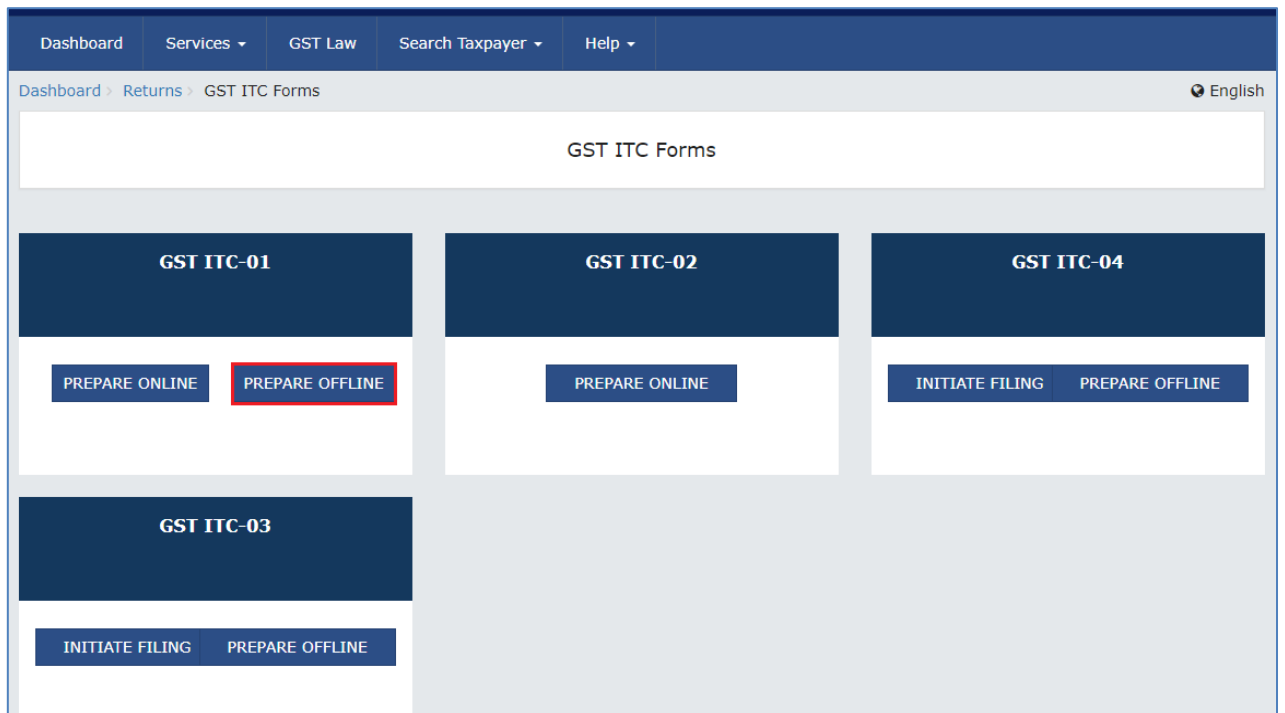 Dashboard Services GST Law Search Taxpayer Help
Dashboard > Returns > GST ITC Forms English
GST ITC Forms
GST ITC-01 GST ITC-02 GST ITC-04
PREPARE ONLINE PREPARE OFFLINE PREPARE ONLINE INITIATE FILING PREPARE OFFLINE
GST ITC-03
INITIATE FILING PREPARE OFFLINE